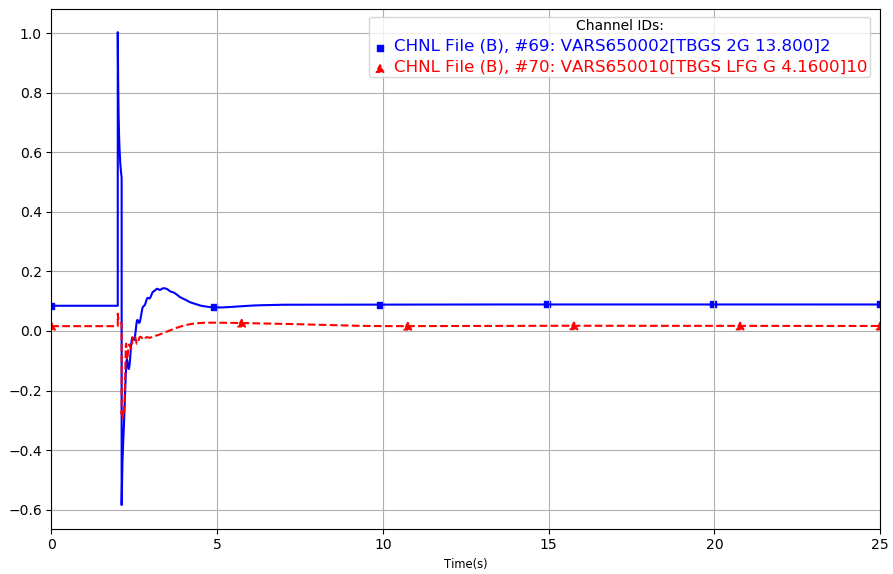 Channel IDs:
CHNL File (B), #69: VARS650002[TBGS 2G 13.800]2
CHNL File (B), #70: VARS650010[TBGS LFG G 4.1600]10
1.0
0.8
0.6
0.4
0.2
0.0
−0.2
−0.4
−0.6
0 5 10 15 20 25
Time(s)